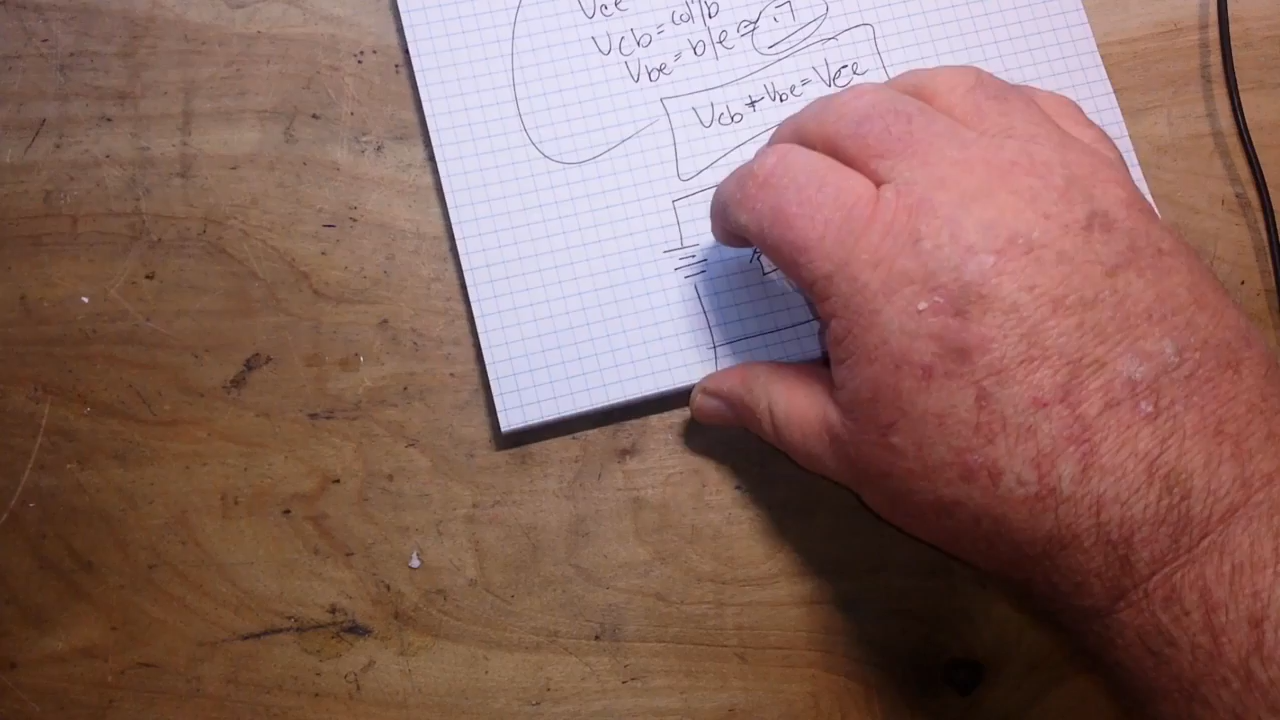 Vce
Vcb = col/b
Vbe = b/e ≈ .7
Vcb + Vbe = Vce